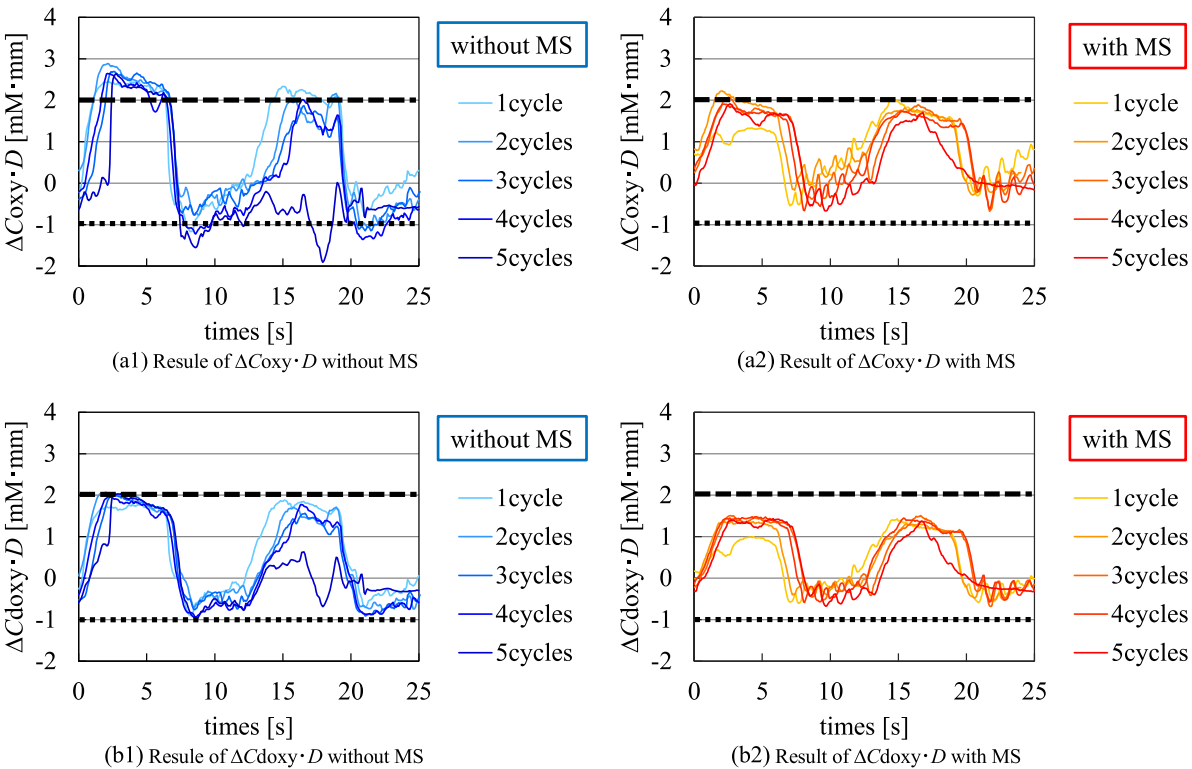 ΔCoxy・D [mM・mm]
4
3
2
1
0
-1
-2
0 5 10 15 20 25
times [s]
without MS
1cycle
2cycles
3cycles
4cycles
5cycles
(a1) Resule of ΔCoxy・D without MS
ΔCoxy・D [mM・mm]
4
3
2
1
0
-1
-2
0 5 10 15 20 25
times [s]
with MS
1cycle
2cycles
3cycles
4cycles
5cycles
(a2) Result of ΔCoxy・D with MS
ΔCdoxy・D [mM・mm]
4
3
2
1
0
-1
-2
0 5 10 15 20 25
times [s]
without MS
1cycle
2cycles
3cycles
4cycles
5cycles
(b1) Resule of ΔCdoxy・D without MS
ΔCdoxy・D [mM・mm]
4
3
2
1
0
-1
-2
0 5 10 15 20 25
times [s]
with MS
1cycle
2cycles
3cycles
4cycles
5cycles
(b2) Result of ΔCdoxy・D with MS